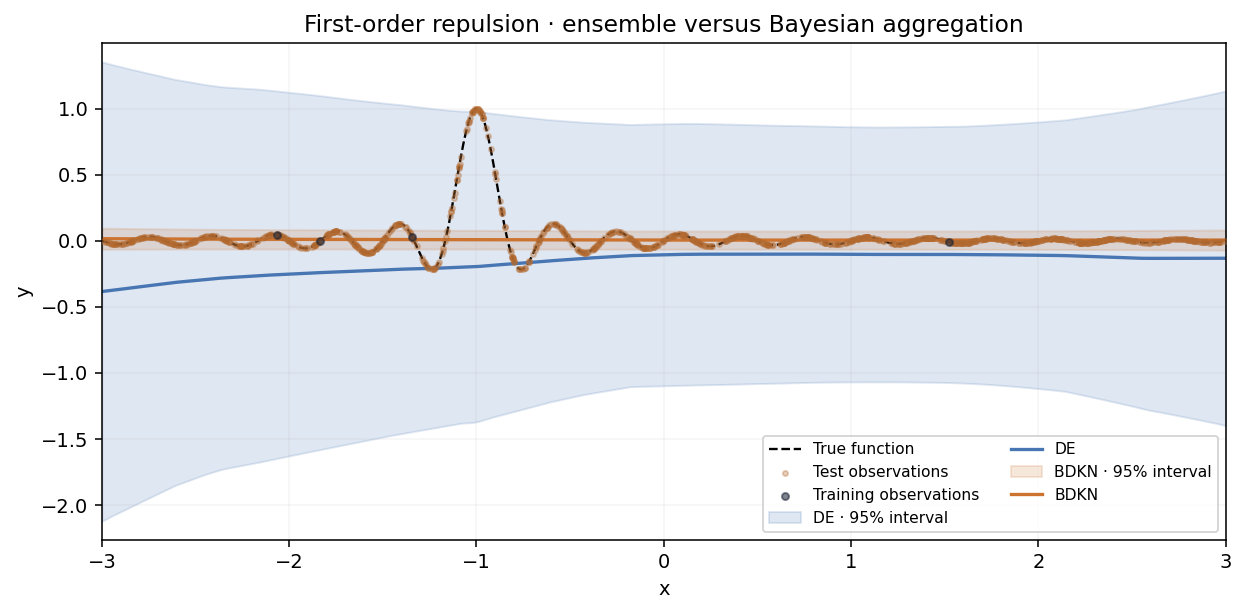 First-order repulsion · ensemble versus Bayesian aggregation
y
1.0
0.5
0.0
−0.5
−1.0
−1.5
−2.0
True function
Test observations
Training observations
DE · 95% interval
DE
BDKN · 95% interval
BDKN
−3
−2
−1
0
1
2
3
x